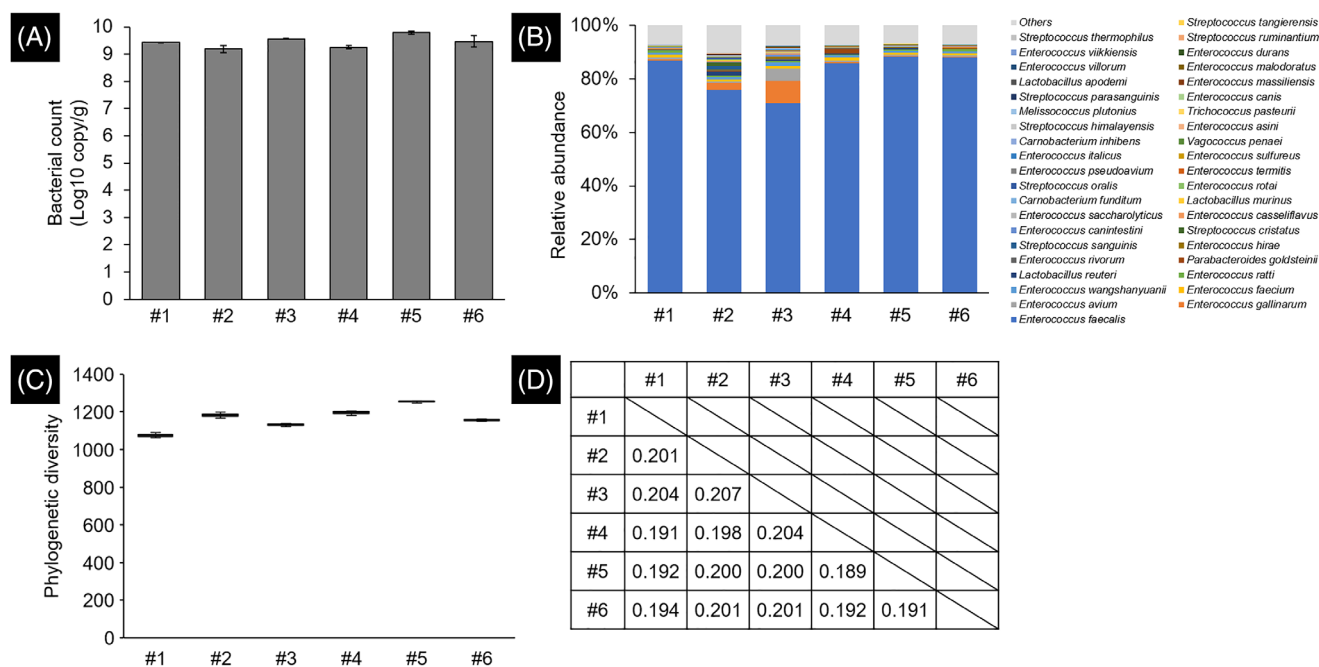 (A)
Bacterial count
(Log10 copy/g)
10
9
8
7
6
5
4
3
2
1
0
#1 #2 #3 #4 #5 #6
(B)
Relative abundance
100%
80%
60%
40%
20%
0%
#1 #2 #3 #4 #5 #6
Others
Streptococcus thermophilus
Enterococcus viikkiensis
Enterococcus villorum
Lactobacillus apodemi
Streptococcus parasanguinis
Melissococcus plutonius
Streptococcus himalayensis
Carnobacterium inhibens
Enterococcus italicus
Enterococcus pseudoavium
Streptococcus oralis
Carnobacterium funditum
Enterococcus saccharolyticus
Enterococcus canintestini
Streptococcus sanguinis
Enterococcus rivorum
Lactobacillus reuteri
Enterococcus wangshanyuanii
Enterococcus avium
Enterococcus faecalis
Streptococcus tangierensis
Streptococcus ruminantium
Enterococcus durans
Enterococcus malodoratus
Enterococcus massiliensis
Enterococcus canis
Trichococcus pasteurii
Enterococcus asini
Vagococcus penaei
Enterococcus sulfureus
Enterococcus termitis
Enterococcus rotai
Lactobacillus murinus
Enterococcus casseliflavus
Streptococcus cristatus
Enterococcus hirae
Parabacteroides goldsteinii
Enterococcus ratti
Enterococcus faecium
Enterococcus gallinarum
(C)
Phylogenetic diversity
1400
1200
1000
800
600
400
200
0
#1 #2 #3 #4 #5 #6
(D)
#1 #2 #3 #4 #5 #6
#1
#2 0.201
#3 0.204 0.207
#4 0.191 0.198 0.204
#5 0.192 0.200 0.200 0.189
#6 0.194 0.201 0.201 0.192 0.191